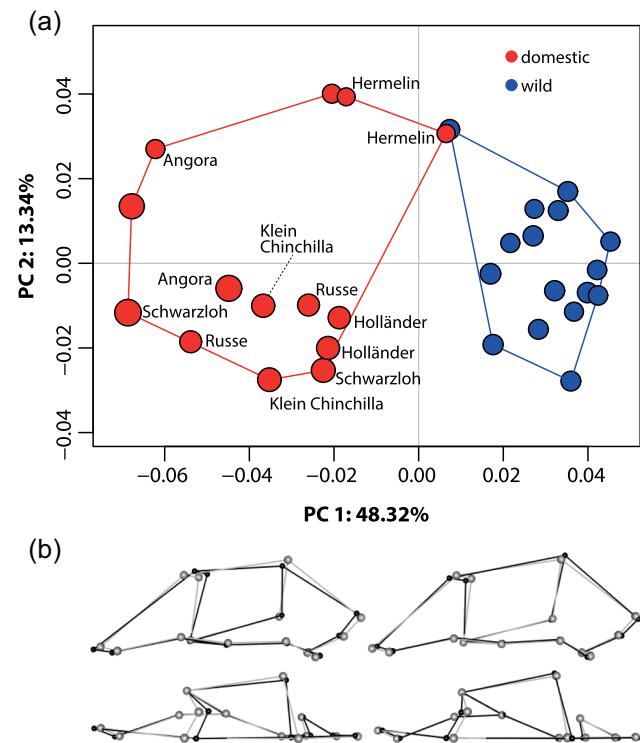 (a)
domestic
wild
Hermelin
Hermelin
Angora
Klein
Chinchilla
Angora
Russe
Schwarzloh
Holländer
Russe
Holländer
Schwarzloh
Klein Chinchilla
0.04
0.02
0.00
−0.02
−0.04
PC 2: 13.34%
−0.06
−0.04
−0.02
0.00
0.02
0.04
PC 1: 48.32%
(b)